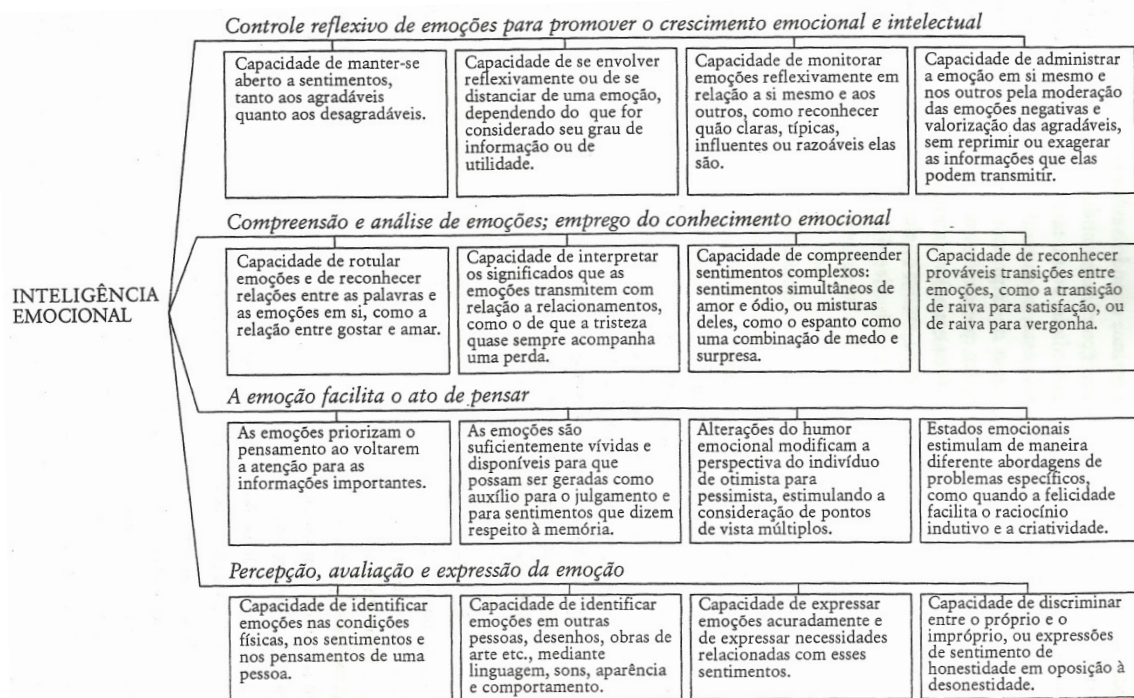 Controle reflexivo de emoções para promover o crescimento emocional e intelectual
Capacidade de manter-se
aberto a sentimentos,
tanto aos agradáveis
quanto aos desagradáveis.
Capacidade de se envolver
reflexivamente ou de se
distanciar de uma emoção,
dependendo do que for
considerado seu grau de
informação ou de
utilidade.
Capacidade de monitorar
emoções reflexivamente em
relação a si mesmo e aos
outros, como reconhecer
quão claras, típicas,
influentes ou razoáveis elas
são.
Capacidade de administrar
a emoção em si mesmo e
nos outros pela moderação
das emoções negativas e
valorização das agradáveis,
sem reprimir ou exagerar
as informações que elas
podem transmitir.
Compreensão e análise de emoções; emprego do conhecimento emocional
Capacidade de rotular
emoções e de reconhecer
relações entre as palavras e
as emoções em si, como a
relação entre gostar e amar.
Capacidade de interpretar
os significados que as
emoções transmitem com
relação a relacionamentos,
como o de que a tristeza
quase sempre acompanha
uma perda.
Capacidade de compreender
sentimentos complexos:
sentimentos simultâneos de
amor e ódio, ou misturas
deles, como o espanto como
uma combinação de medo e
surpresa.
Capacidade de reconhecer
prováveis transições entre
emoções, como a transição
de raiva para satisfação, ou
de raiva para vergonha.
INTELIGÊNCIA
EMOCIONAL
A emoção facilita o ato de pensar
As emoções priorizam o
pensamento ao voltarem
a atenção para as
informações importantes.
As emoções são
suficientemente vívidas e
disponíveis para que
possam ser geradas como
auxílio para o julgamento e
para sentimentos que dizem
respeito à memória.
Alterações do humor
emocional modificam a
perspectiva do indivíduo
de otimista para
pessimista, estimulando a
consideração de pontos
de vista múltiplos.
Estados emocionais
estimulam de maneira
diferente abordagens de
problemas específicos,
como quando a felicidade
facilita o raciocínio
indutivo e a criatividade.
Percepção, avaliação e expressão da emoção
Capacidade de identificar
emoções nas condições
físicas, nos sentimentos e
nos pensamentos de uma
pessoa.
Capacidade de identificar
emoções em outras
pessoas, desenhos, obras de
arte etc., mediante
linguagem, sons, aparência
e comportamento.
Capacidade de expressar
emoções acuradamente e
de expressar necessidades
relacionadas com esses
sentimentos.
Capacidade de discriminar
entre o próprio e o
impróprio, ou expressões
de sentimento de
honestidade em oposição à
desonestidade.